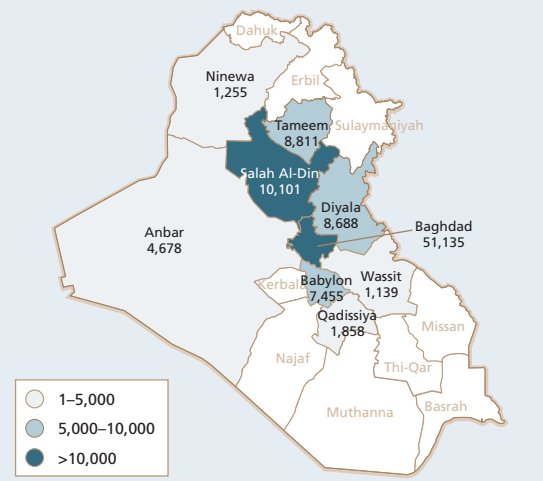 Dahuk
Ninewa
1,255
Erbil
Tameem
8,811
Sulaymaniyah
Salah Al-Din
10,101
Diyala
8,688
Anbar
4,678
Baghdad
51,135
Kerbala
Babylon
7,455
Wassit
1,139
Qadissiya
1,858
Missan
Najaf
Thi-Qar
Muthanna
Basrah
1–5,000
5,000–10,000
>10,000